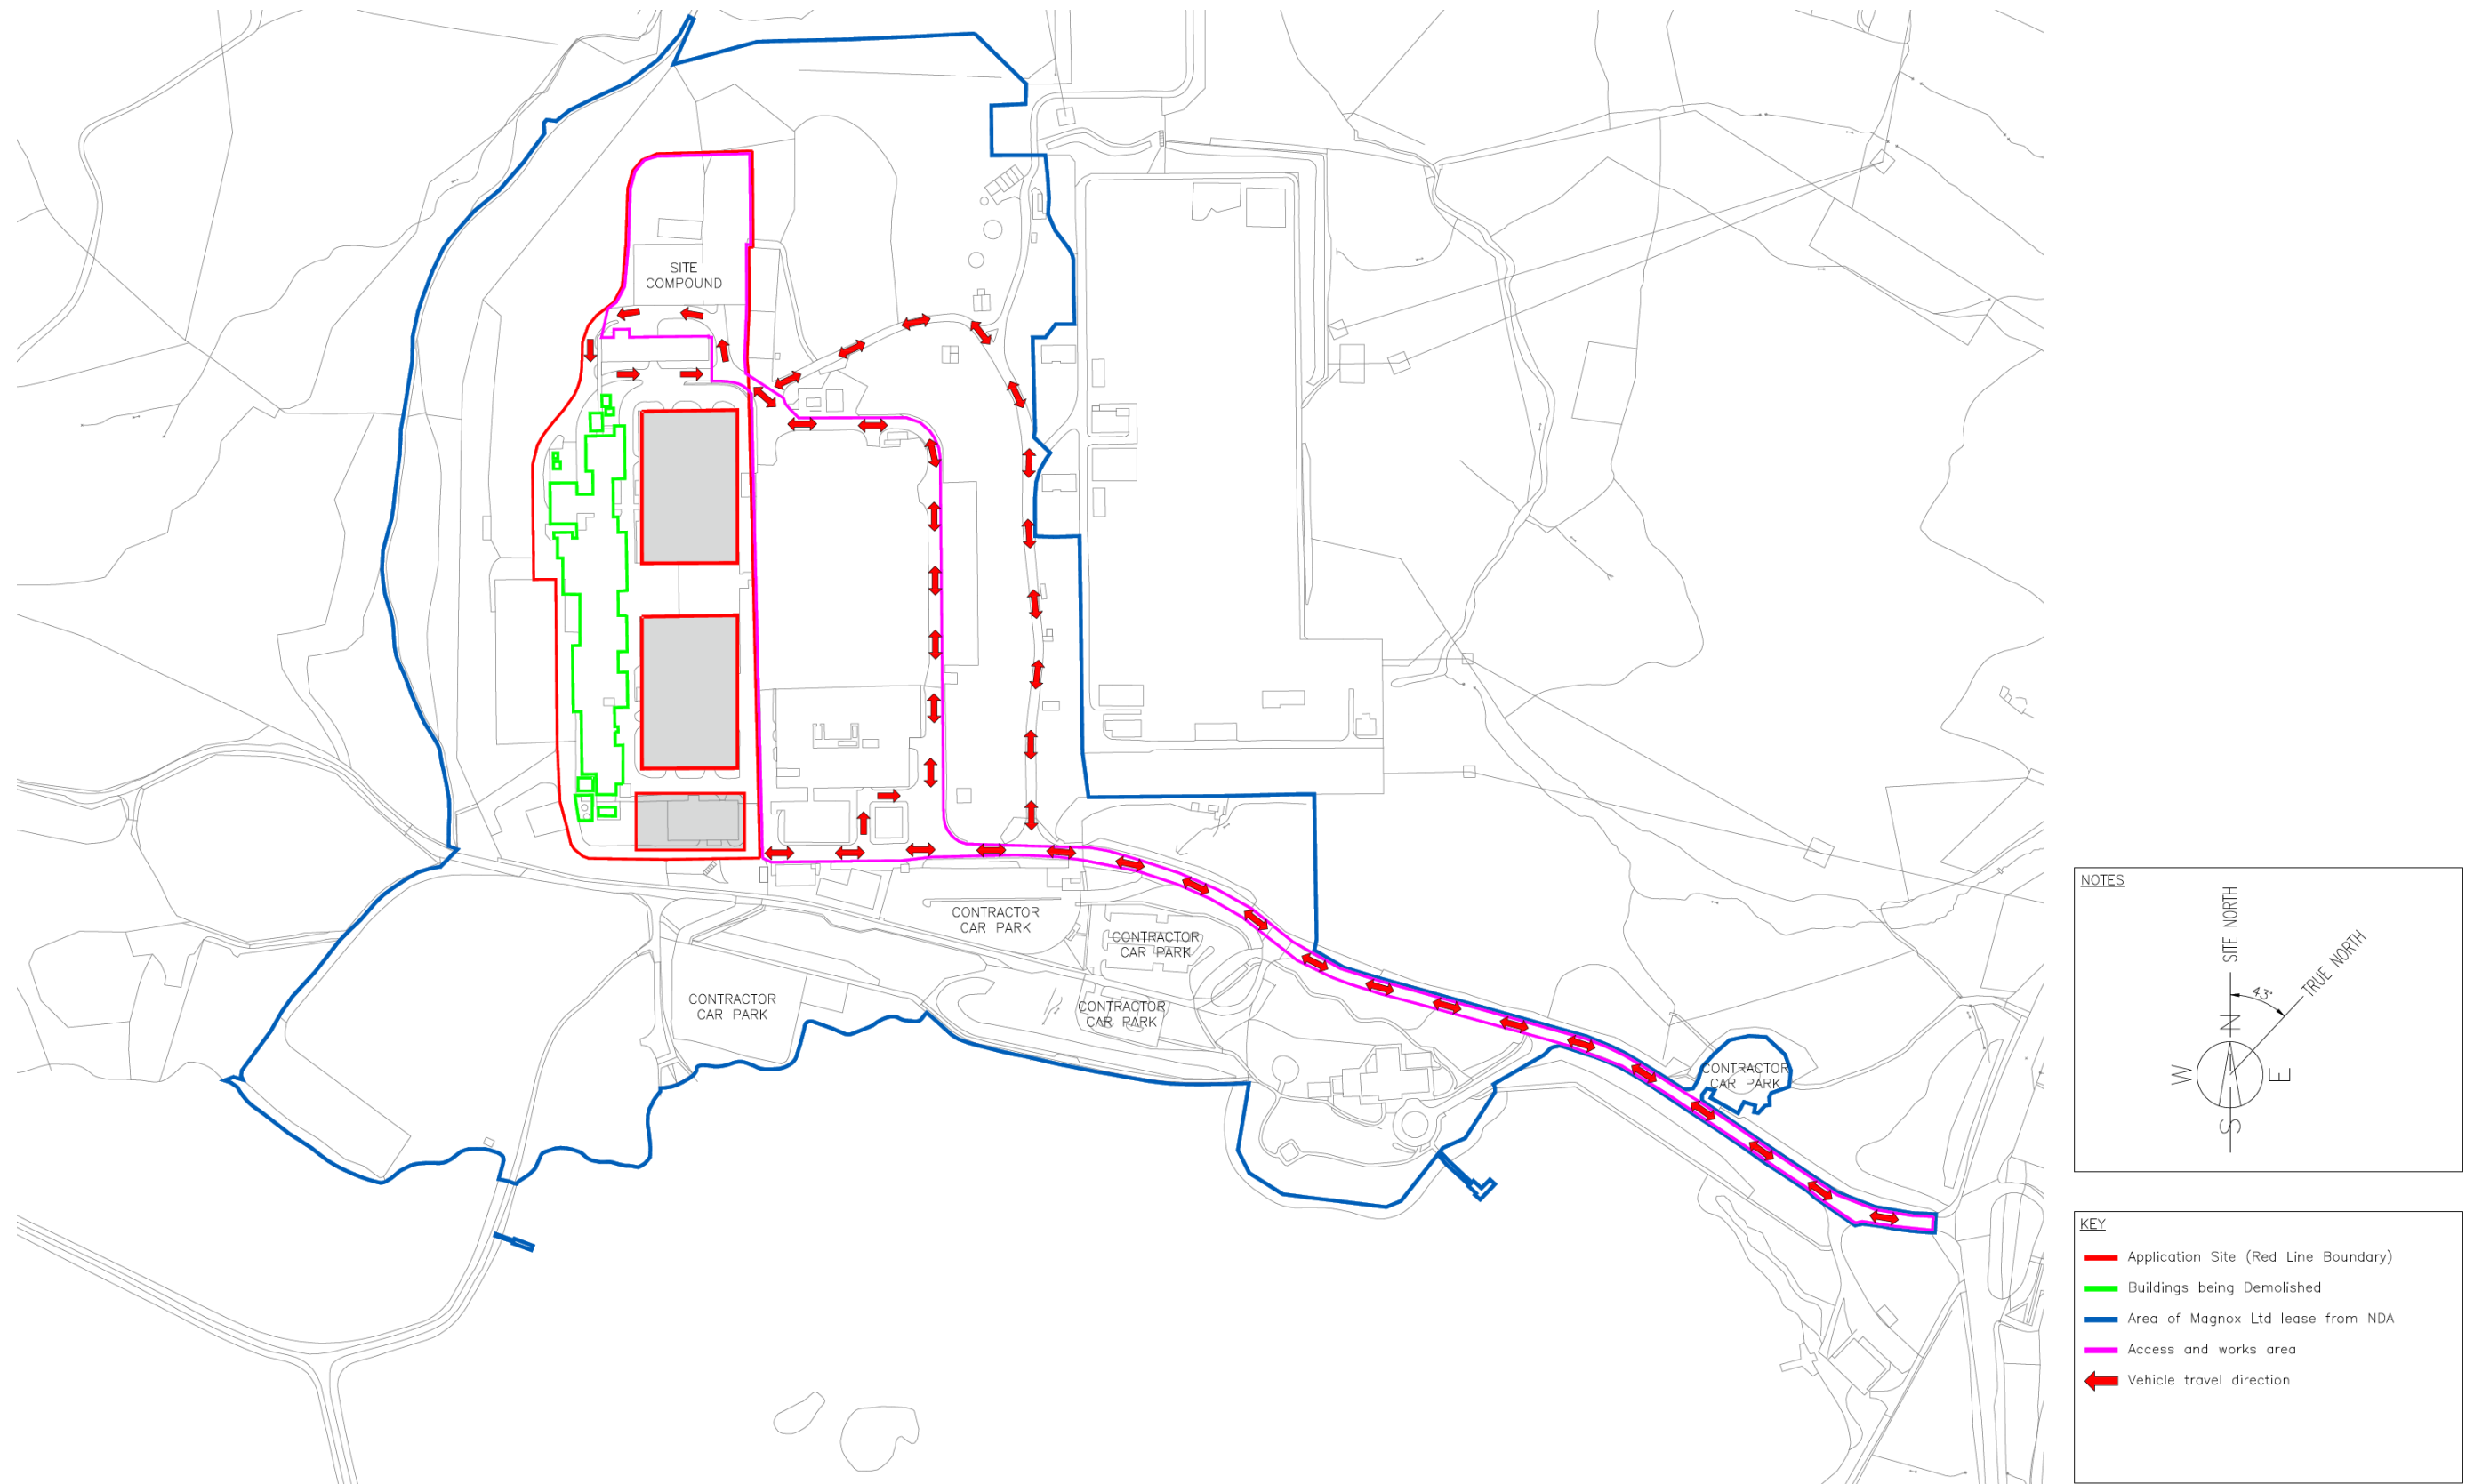 SITE
COMPOUND
CONTRACTOR
CAR PARK
CONTRACTOR
CAR PARK
CONTRACTOR
CAR PARK
CONTRACTOR
CAR PARK
CONTRACTOR
CAR PARK
NOTES
SITE NORTH
TRUE NORTH
43°
N
W
E
S
KEY
Application Site (Red Line Boundary)
Buildings being Demolished
Area of Magnox Ltd lease from NDA
Access and works area
Vehicle travel direction